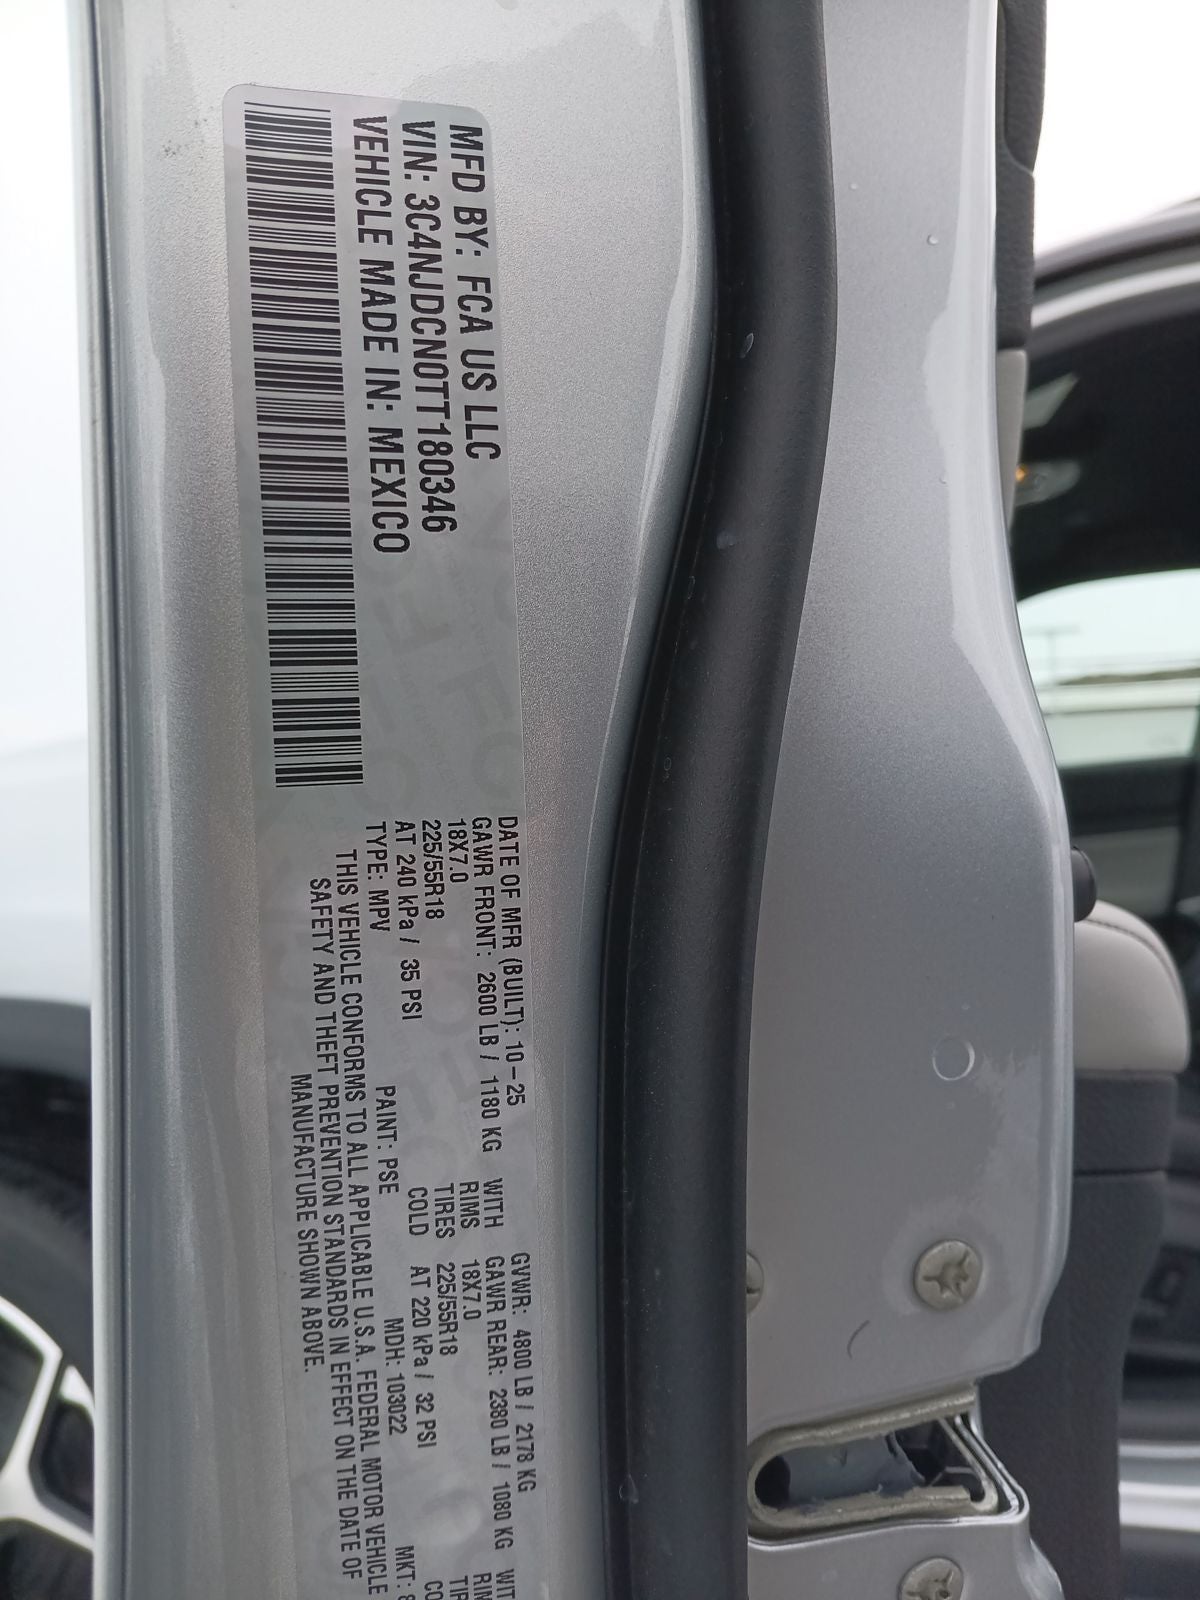 MFD BY: FCA US LLC
VIN: 3C4NJDCN0TT180346
VEHICLE MADE IN: MEXICO
DATE OF MFR (BUILT): 10-25 GVWR: 4800 LB / 2178 KG
GAWR FRONT: 2600 LB / 1180 KG WITH GAWR REAR: 2380 LB / 1080 KG
18X7.0 RIMS 18X7.0
225/55R18 TIRES 225/55R18
AT 240 kPa / 35 PSI COLD AT 220 kPa / 32 PSI
TYPE: MPV PAINT: PSE MDH: 103022 MKT:
THIS VEHICLE CONFORMS TO ALL APPLICABLE U.S.A. FEDERAL MOTOR VEHICLE
SAFETY AND THEFT PREVENTION STANDARDS IN EFFECT ON THE DATE OF
MANUFACTURE SHOWN ABOVE.